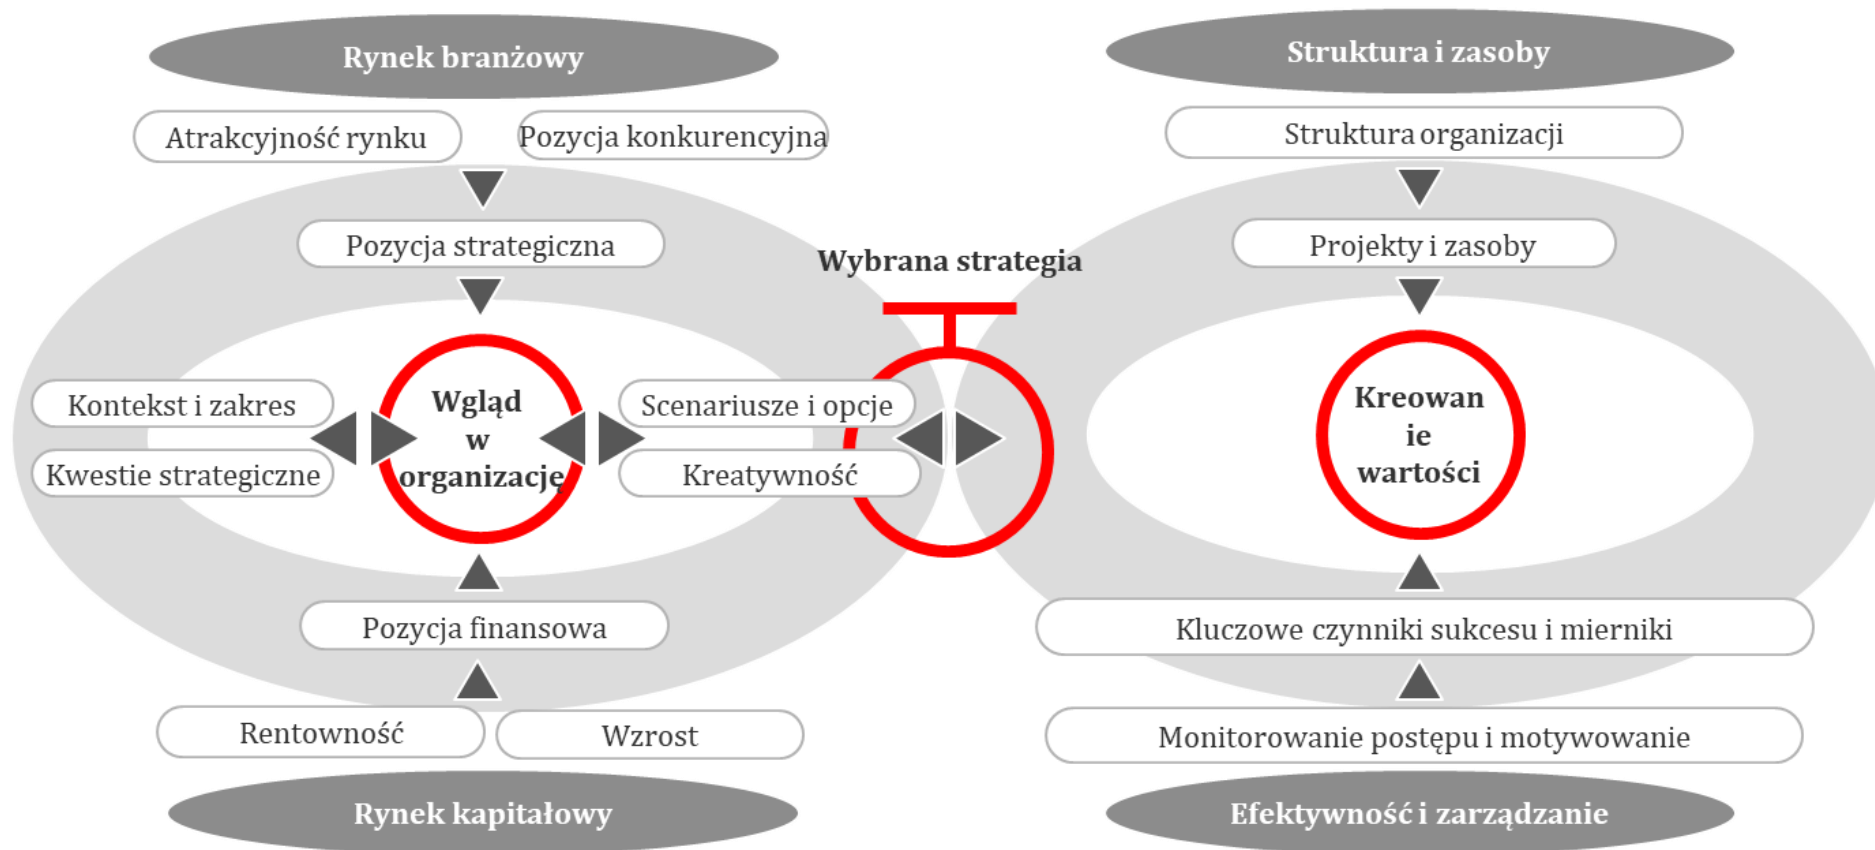 Rynek branżowy
Struktura i zasoby
Atrakcyjność rynku
Pozycja konkurencyjna
Struktura organizacji
Pozycja strategiczna
Projekty i zasoby
Wybrana strategia
Kontekst i zakres
Kwestie strategiczne
Wgląd
w
organizację
Scenariusze i opcje
Kreatywność
Kreowan
ie
wartości
Pozycja finansowa
Kluczowe czynniki sukcesu i mierniki
Rentowność
Wzrost
Monitorowanie postępu i motywowanie
Rynek kapitałowy
Efektywność i zarządzanie